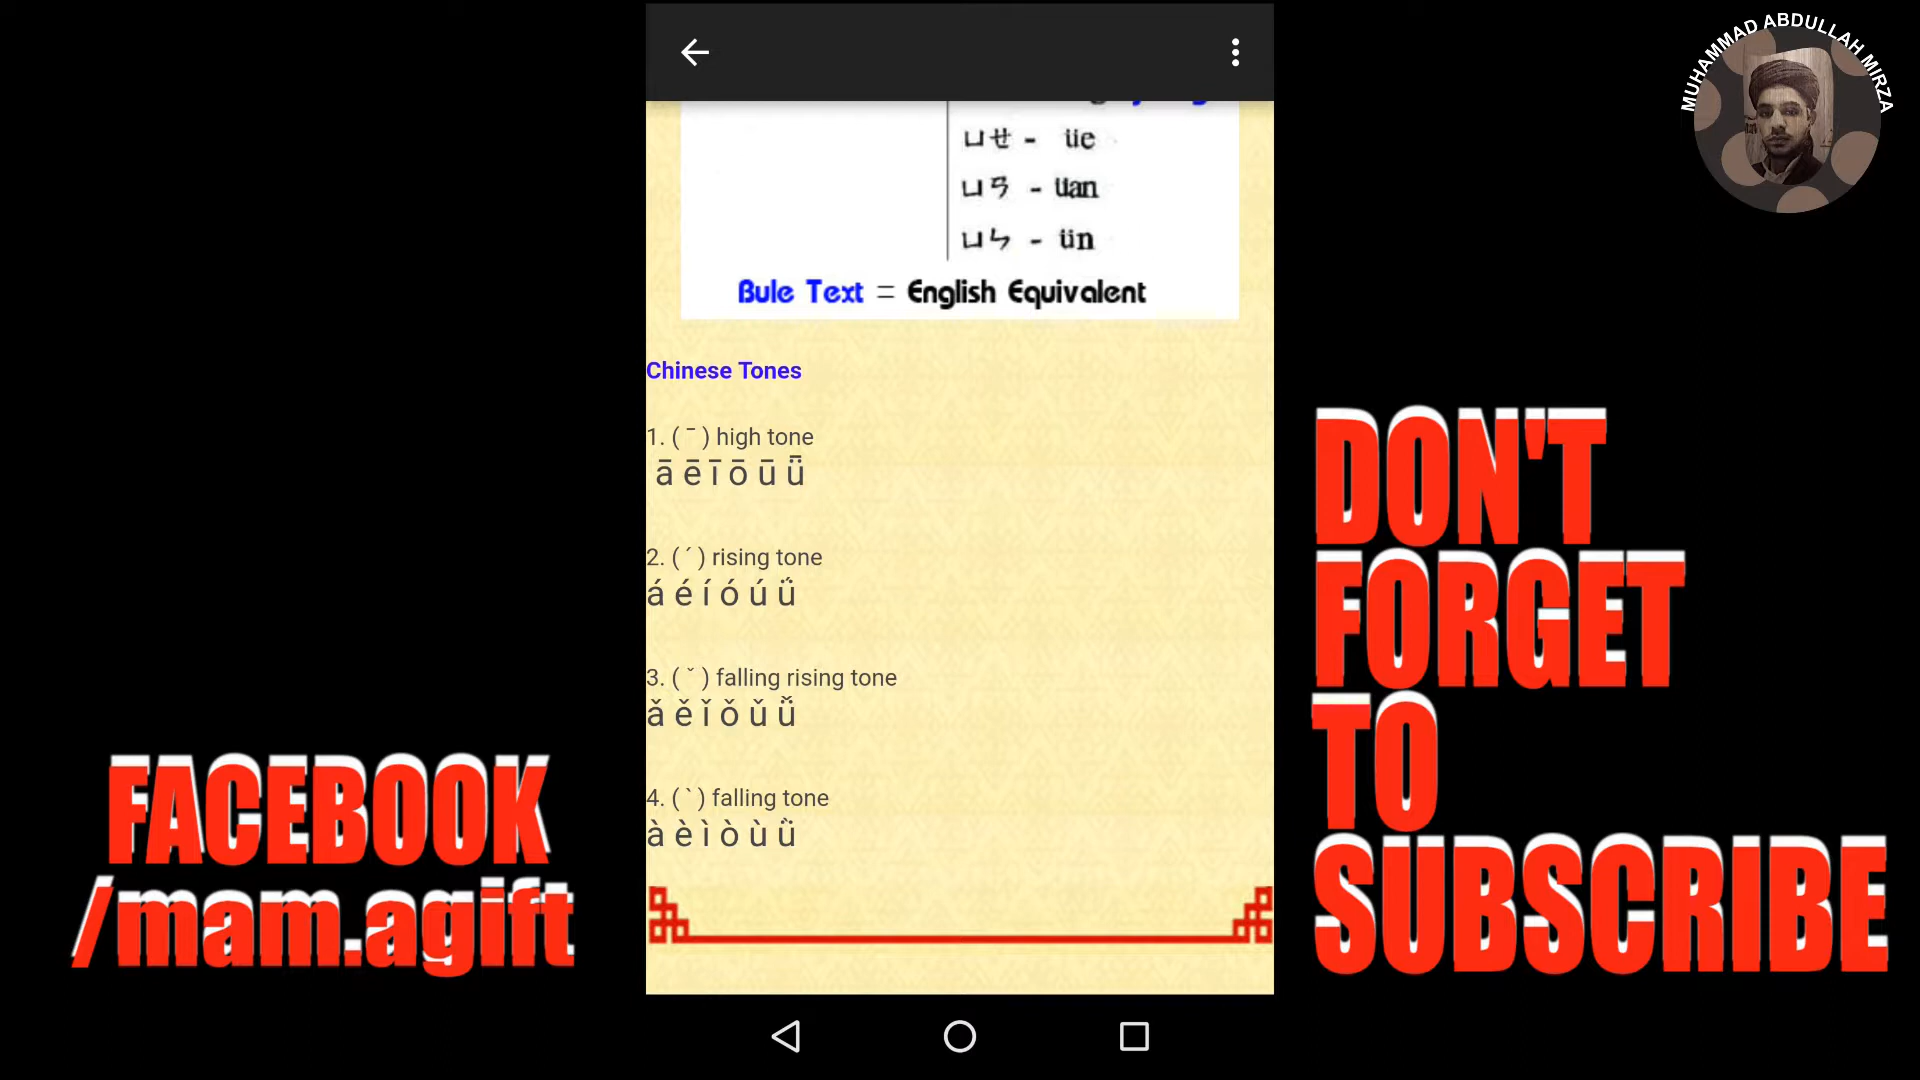 MUHAMMAD ABDULLAH MIRZA
ㄩㄝ - üe
ㄩㄢ - üan
ㄩㄣ - ün
Bule Text = English Equivalent
Chinese Tones
1. ( ˉ ) high tone
ā ē ī ō ū ǖ
2. ( ˊ ) rising tone
á é í ó ú ǘ
3. ( ˇ ) falling rising tone
ǎ ě ǐ ǒ ǔ ǚ
4. ( ˋ ) falling tone
à è ì ò ù ǜ
FACEBOOK
/mam.agift
DON'T
FORGET
TO
SUBSCRIBE